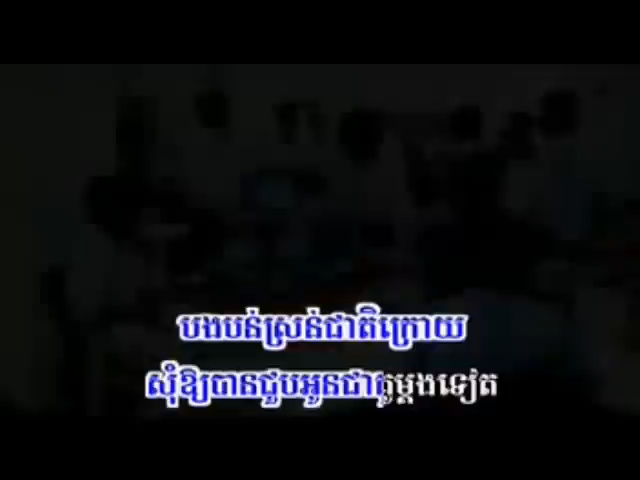 បងបន់ស្រន់ជាតិក្រោយ
សុំឱ្យបានជួបអូនជាគូម្ដងទៀត